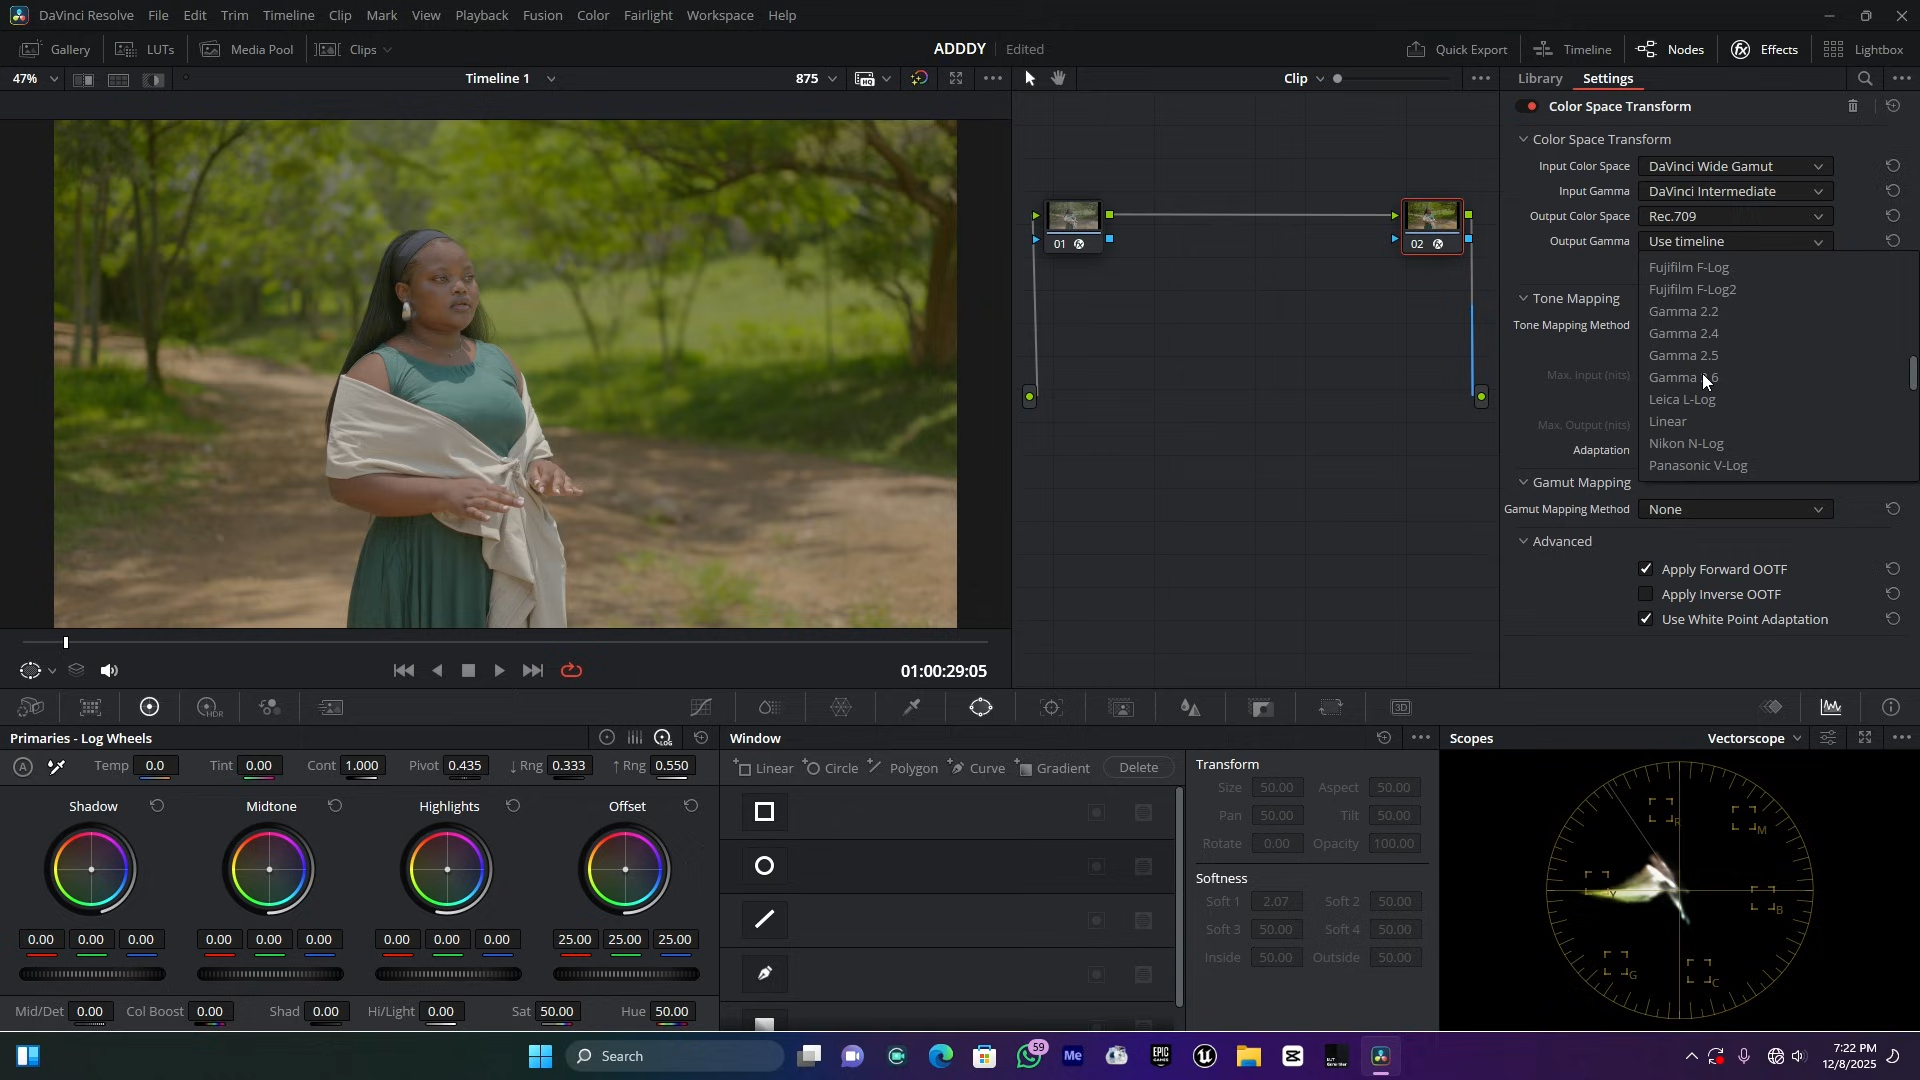 DaVinci Resolve File Edit Trim Timeline Clip Mark View Playback Fusion Color Fairlight Workspace Help
Gallery LUTs Media Pool Clips ADDDY Edited Quick Export Timeline Nodes Effects Lightbox
47% Timeline 1 875 HQ Clip Library Settings
Color Space Transform
Color Space Transform
Input Color Space DaVinci Wide Gamut
Input Gamma DaVinci Intermediate
Output Color Space Rec.709
Output Gamma Use timeline
01
02
Fujifilm F-Log
Fujifilm F-Log2
Gamma 2.2
Gamma 2.4
Gamma 2.5
Gamma 2.6
Leica L-Log
Linear
Nikon N-Log
Panasonic V-Log
Tone Mapping
Tone Mapping Method
Max. Input (nits)
Max. Output (nits)
Adaptation
Gamut Mapping
Gamut Mapping Method None
Advanced
Apply Forward OOTF
Apply Inverse OOTF
Use White Point Adaptation
01:00:29:05
HDR
3D
Primaries - Log Wheels LOG
A Temp 0.0 Tint 0.00 Cont 1.000 Pivot 0.435 ↓ Rng 0.333 ↑ Rng 0.550
Shadow Midtone Highlights Offset
0.00 0.00 0.00 0.00 0.00 0.00 0.00 0.00 0.00 25.00 25.00 25.00
Mid/Det 0.00 Col Boost 0.00 Shad 0.00 Hi/Light 0.00 Sat 50.00 Hue 50.00
Window
Linear Circle Polygon Curve Gradient Delete
Transform
Size 50.00 Aspect 50.00
Pan 50.00 Tilt 50.00
Rotate 0.00 Opacity 100.00
Softness
Soft 1 2.07 Soft 2 50.00
Soft 3 50.00 Soft 4 50.00
Inside 50.00 Outside 50.00
Scopes Vectorscope
R
M
Y
B
G
C
Search
59
Me
EPIC GAMES
7:22 PM
12/8/2025